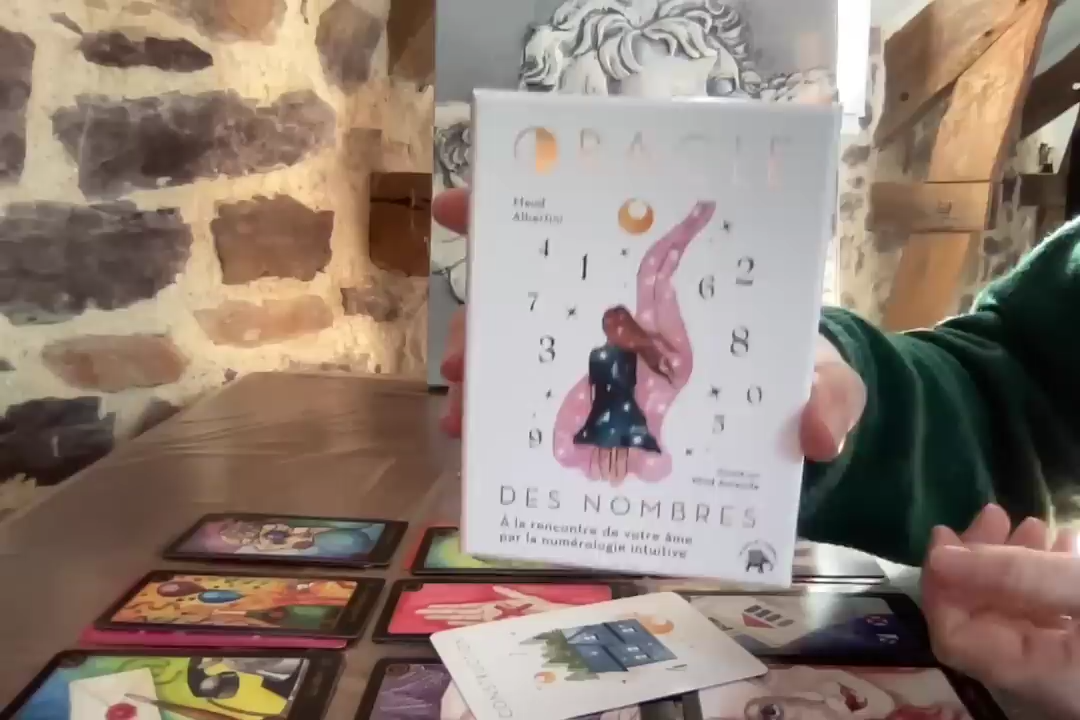 ORACLE
Maud
Albertini
4
1
6
2
7
3
8
0
5
9
DES NOMBRES
À la rencontre de votre âme
par la numérologie intuitive